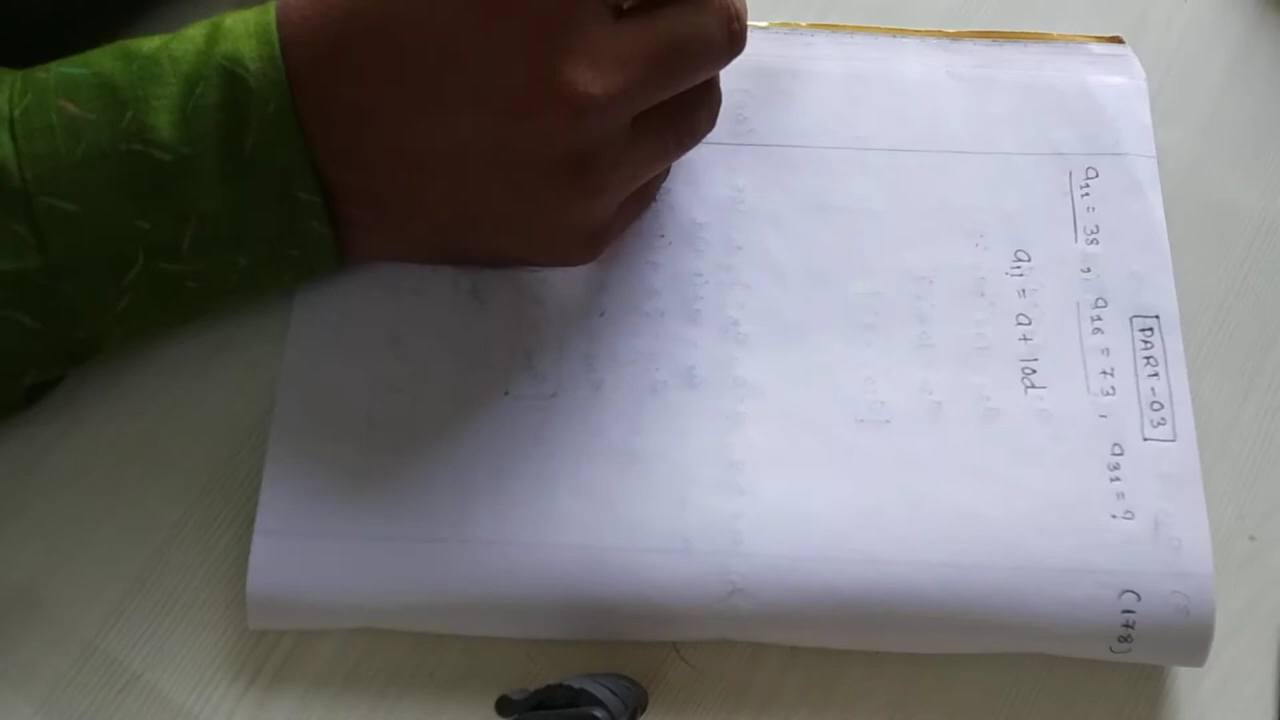 PART-03
a11 = 38 , a16 = 73 , a31 = ? (178)
a11 = a + 10d